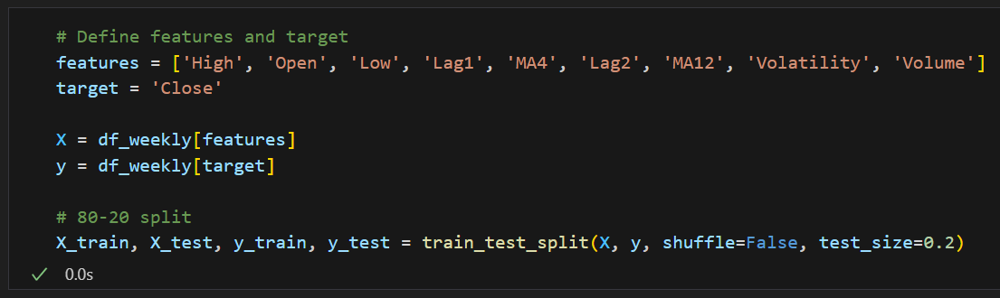 # Define features and target
features = ['High', 'Open', 'Low', 'Lag1', 'MA4', 'Lag2', 'MA12', 'Volatility', 'Volume']
target = 'Close'
X = df_weekly[features]
y = df_weekly[target]
# 80-20 split
X_train, X_test, y_train, y_test = train_test_split(X, y, shuffle=False, test_size=0.2)
0.0s